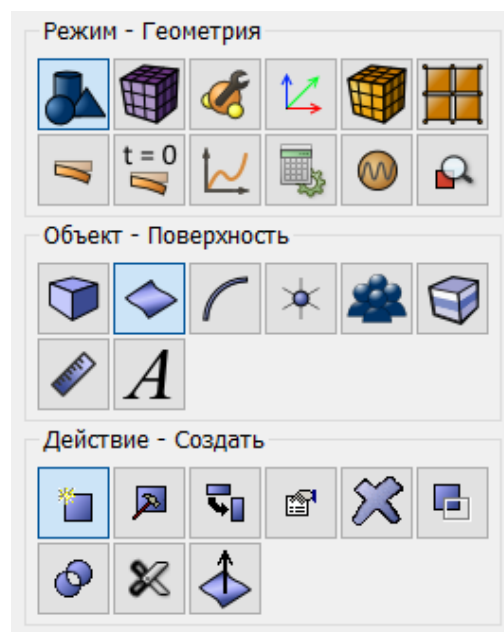 Режим - Геометрия
t = 0
Объект - Поверхность
A
Действие - Создать